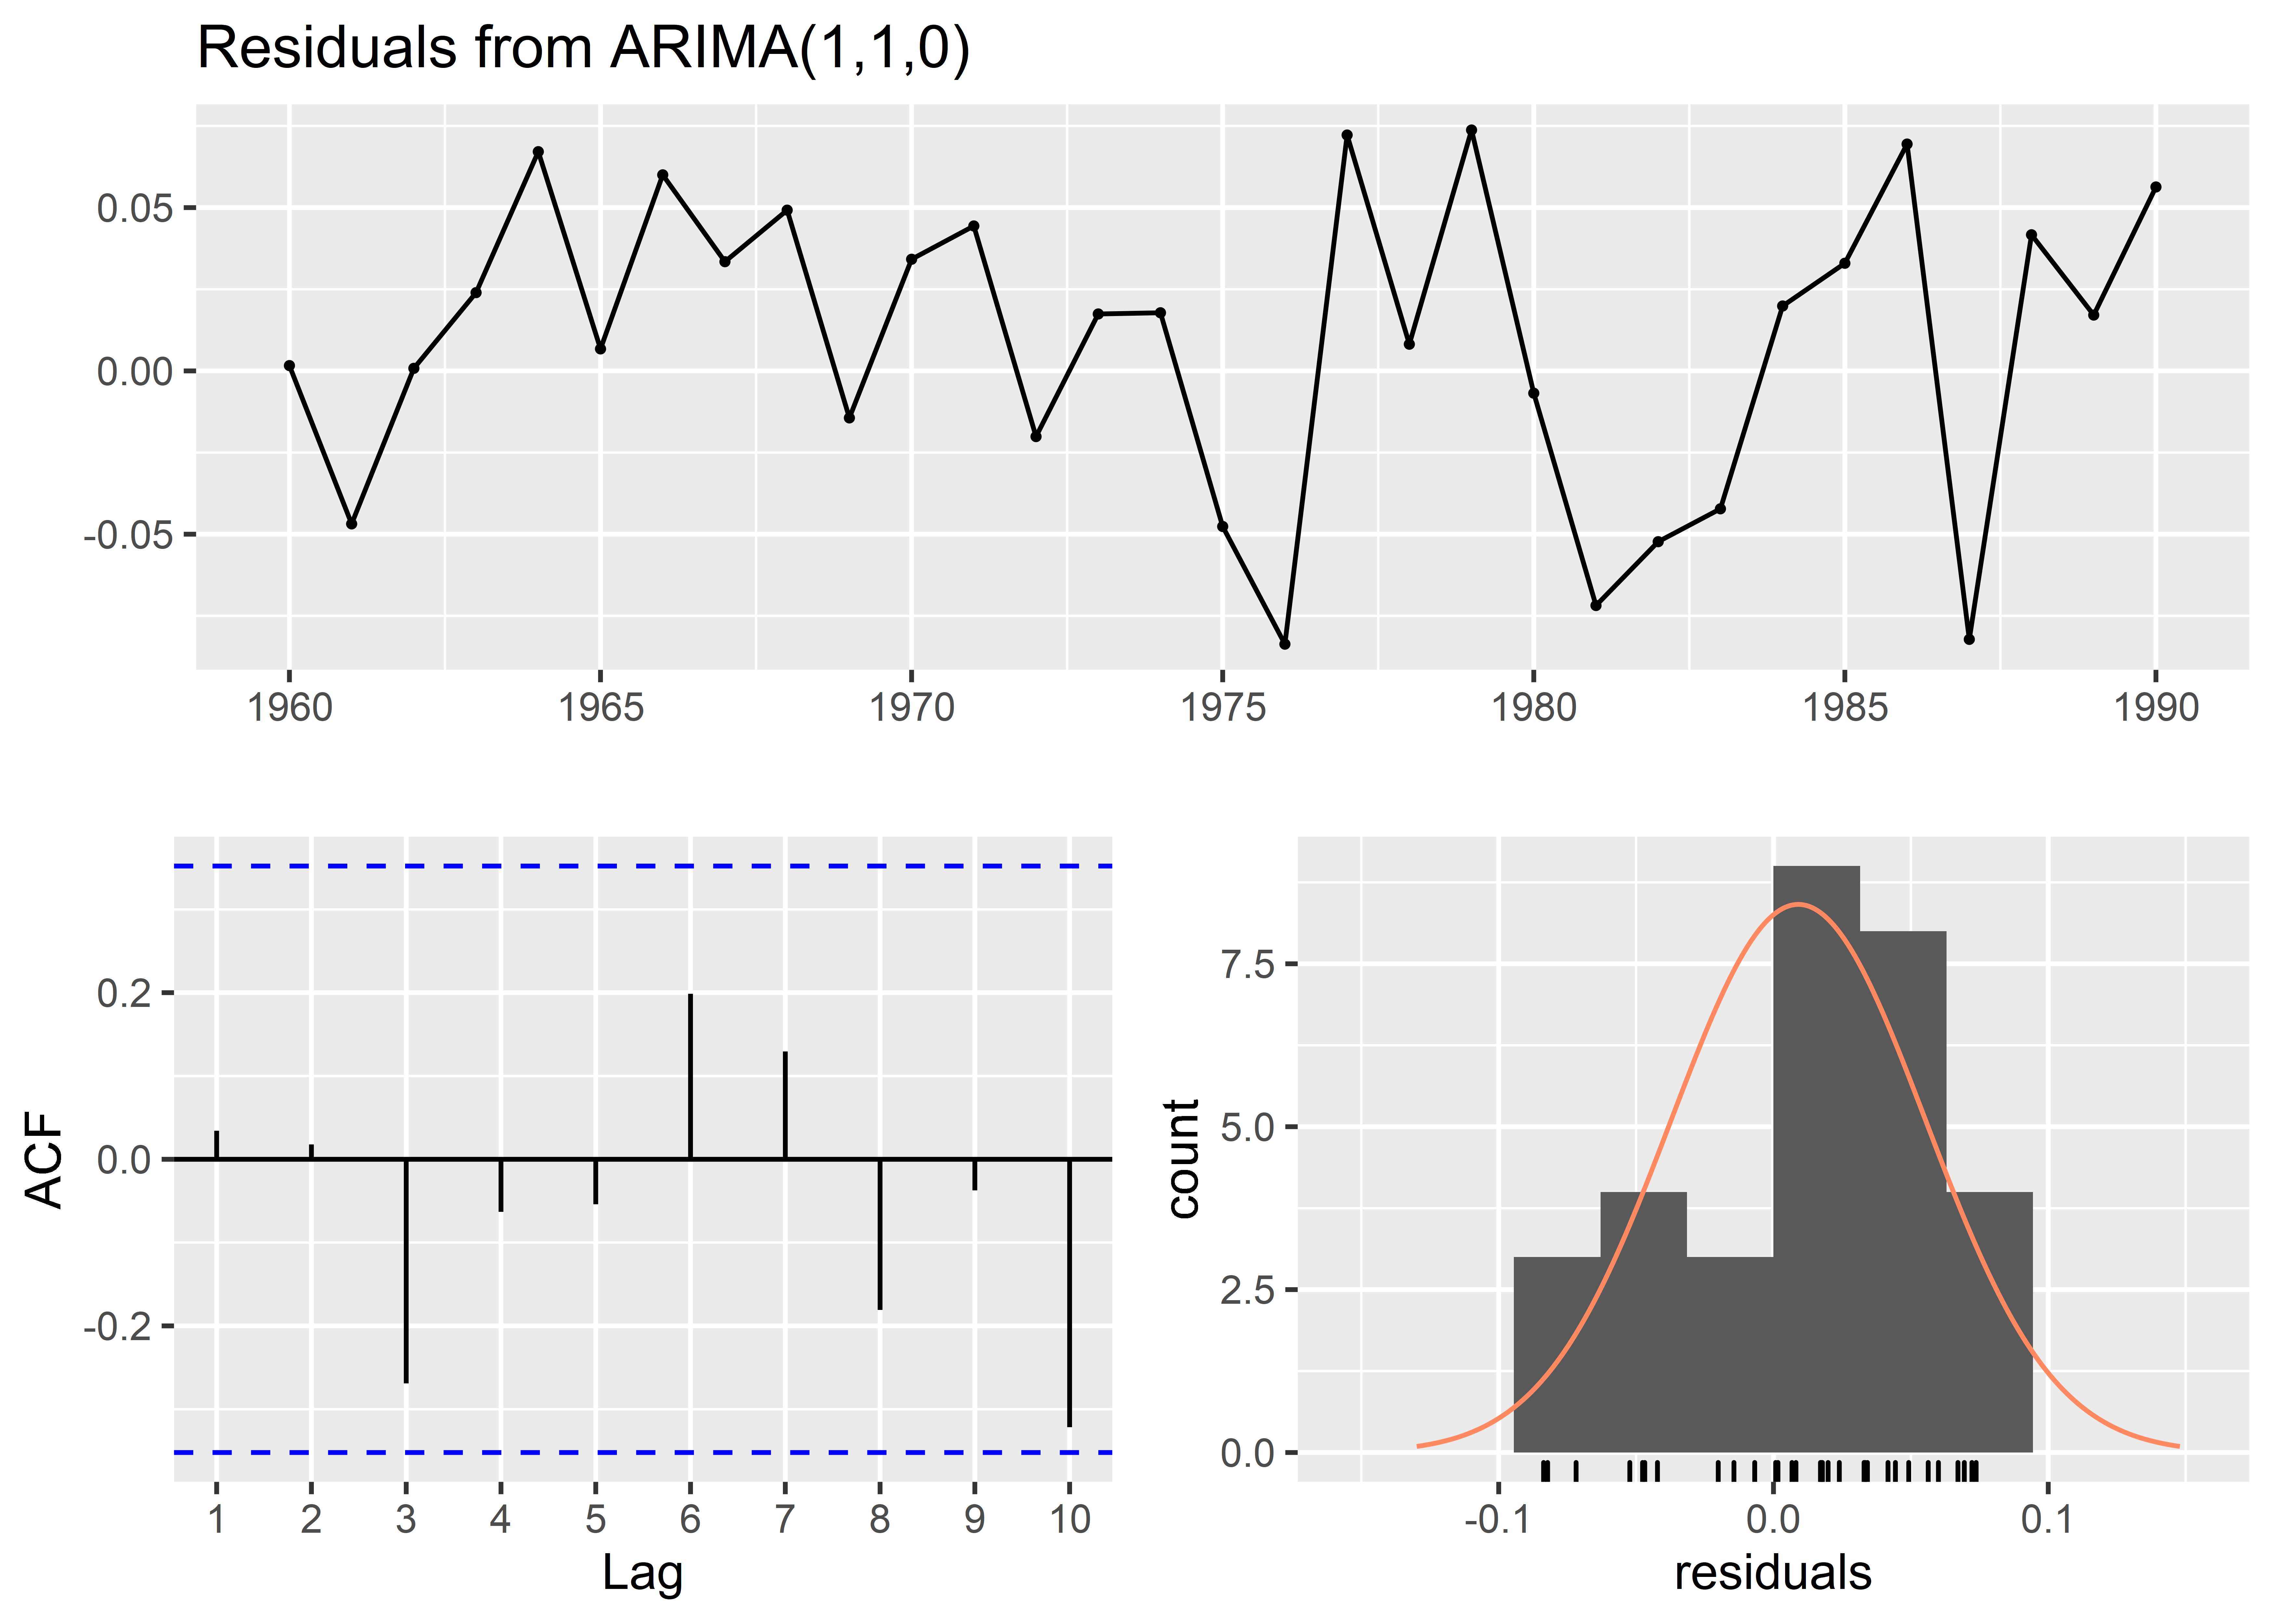 Residuals from ARIMA(1,1,0)
0.05
0.00
-0.05
1960 1965 1970 1975 1980 1985 1990
ACF
0.2
0.0
-0.2
1 2 3 4 5 6 7 8 9 10
Lag
count
7.5
5.0
2.5
0.0
-0.1 0.0 0.1
residuals